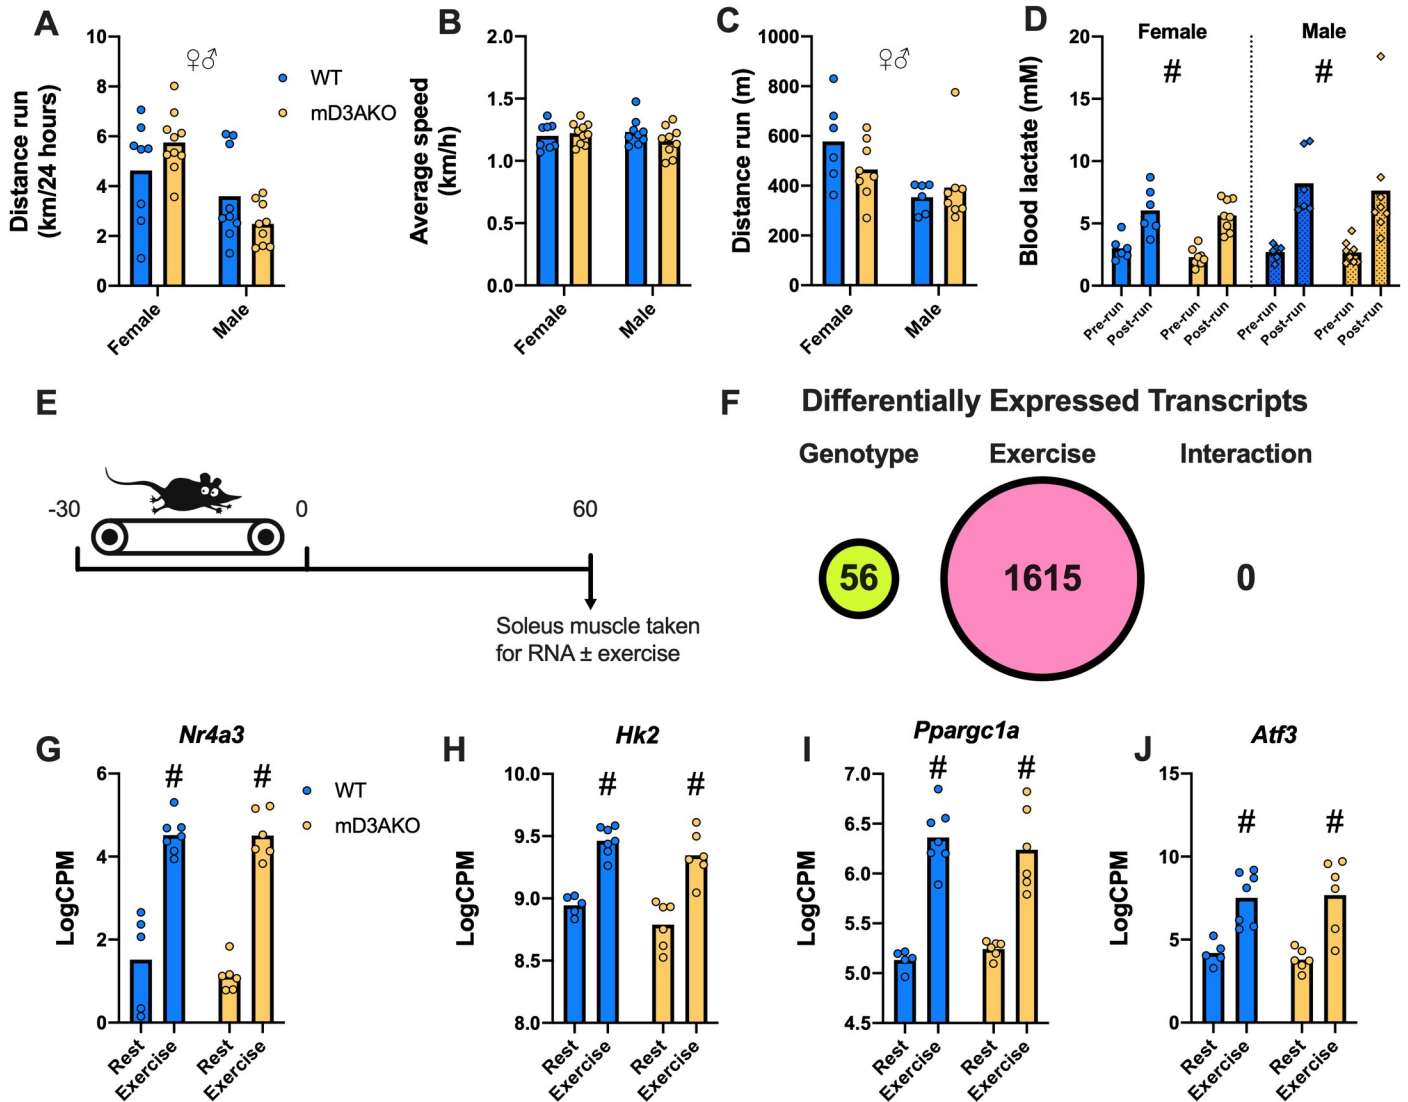 A
Distance run
(km/24 hours)
10
8
6
4
2
0
♀♂
WT
mD3AKO
Female
Male
B
Average speed
(km/h)
2.0
1.5
1.0
0.5
0.0
Female
Male
C
Distance run (m)
1000
800
600
400
200
0
♀♂
Female
Male
D
Blood lactate (mM)
20
15
10
5
0
Female
Male
#
#
Pre-run
Post-run
Pre-run
Post-run
Pre-run
Post-run
Pre-run
Post-run
E
-30
0
60
Soleus muscle taken
for RNA ± exercise
F
Differentially Expressed Transcripts
Genotype
Exercise
Interaction
56
1615
0
G
Nr4a3
LogCPM
6
4
2
0
#
#
WT
mD3AKO
Rest
Exercise
Rest
Exercise
H
Hk2
LogCPM
10.0
9.5
9.0
8.5
8.0
#
#
Rest
Exercise
Rest
Exercise
I
Ppargc1a
LogCPM
7.0
6.5
6.0
5.5
5.0
4.5
#
#
Rest
Exercise
Rest
Exercise
J
Atf3
LogCPM
15
10
5
0
#
#
Rest
Exercise
Rest
Exercise